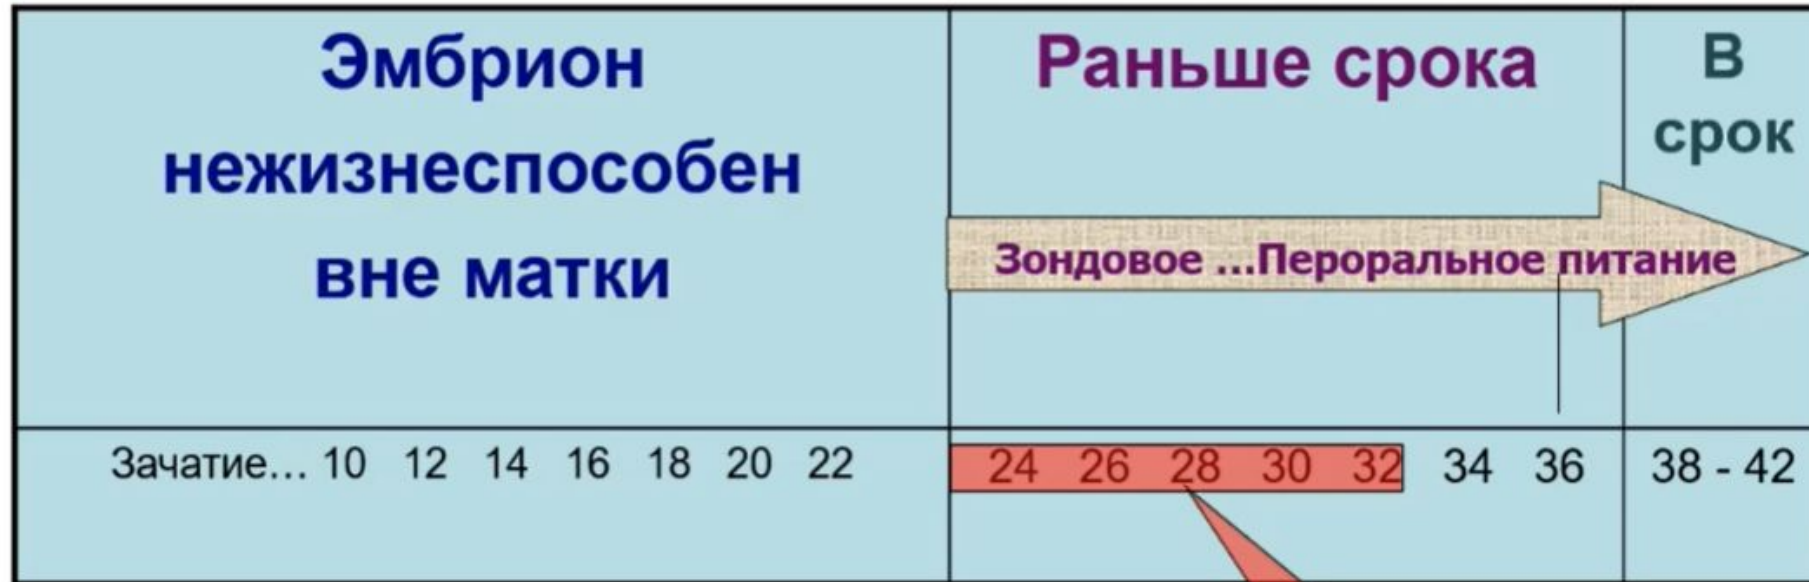 Эмбрион
нежизнеспособен
вне матки
Раньше срока
В
срок
Зондовое ...Пероральное питание
Зачатие... 10 12 14 16 18 20 22
24 26 28 30 32 34 36
38 - 42